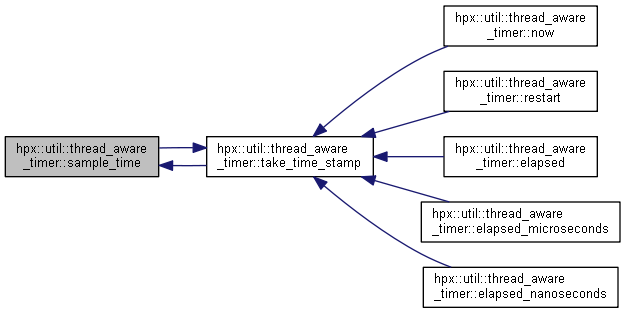 hpx::util::thread_aware
_timer::sample_time
hpx::util::thread_aware
_timer::take_time_stamp
hpx::util::thread_aware
_timer::now
hpx::util::thread_aware
_timer::restart
hpx::util::thread_aware
_timer::elapsed
hpx::util::thread_aware
_timer::elapsed_microseconds
hpx::util::thread_aware
_timer::elapsed_nanoseconds